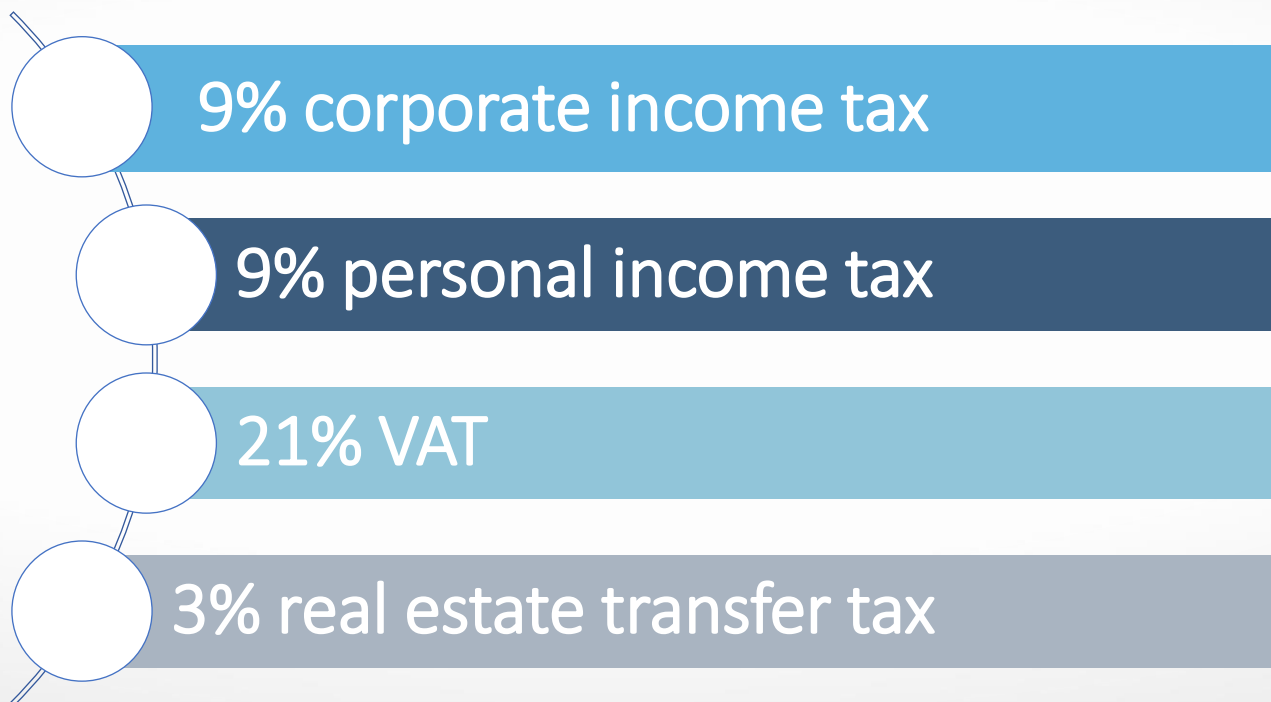 9% corporate income tax
9% personal income tax
21% VAT
3% real estate transfer tax